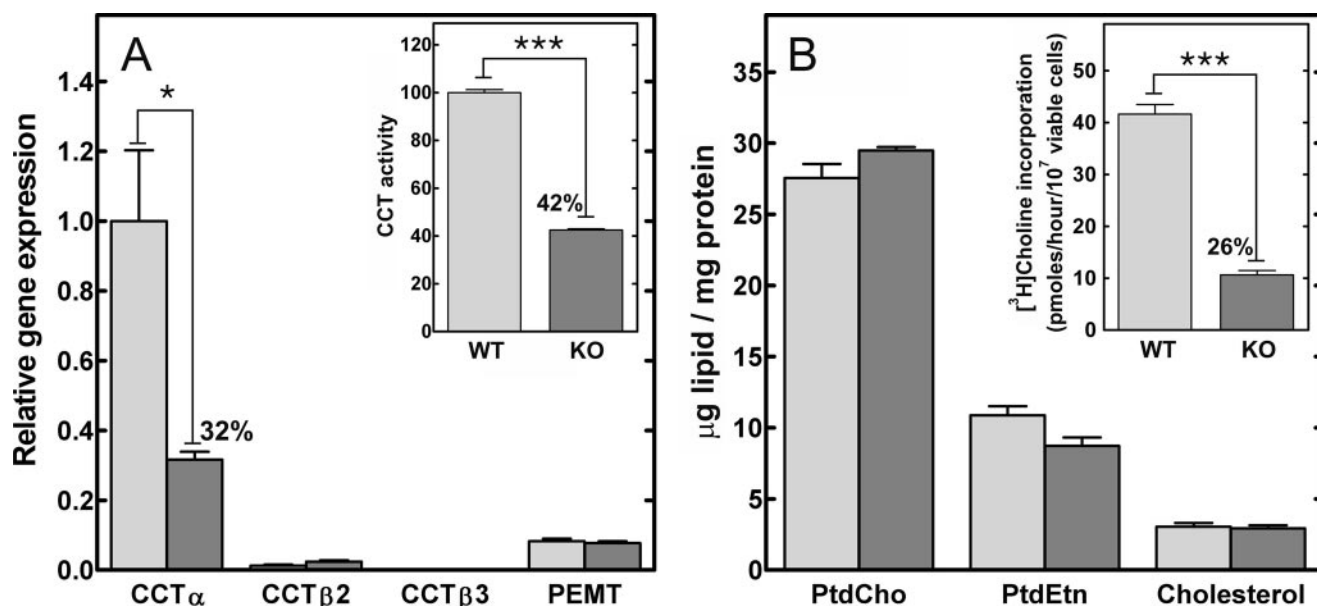 A
Relative gene expression
1.4
1.2
1.0
0.8
0.6
0.4
0.2
0.0
*
32%
CCTα
CCTβ2
CCTβ3
PEMT
CCT activity
120
100
80
60
40
20
0
***
42%
WT
KO
B
μg lipid / mg protein
35
30
25
20
15
10
5
0
PtdCho
PtdEtn
Cholesterol
[³H]Choline incorporation
(pmoles/hour/10⁷ viable cells)
50
40
30
20
10
0
***
26%
WT
KO